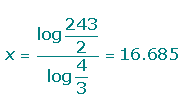 x = log 243/2 / log 4/3 = 16.685